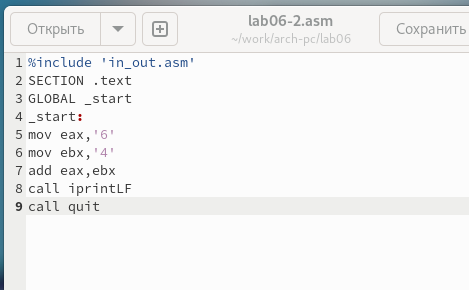 Открыть
lab06-2.asm
~/work/arch-pc/lab06
Сохранить
1 %include 'in_out.asm'
2 SECTION .text
3 GLOBAL _start
4 _start:
5 mov eax,'6'
6 mov ebx,'4'
7 add eax,ebx
8 call iprintLF
9 call quit